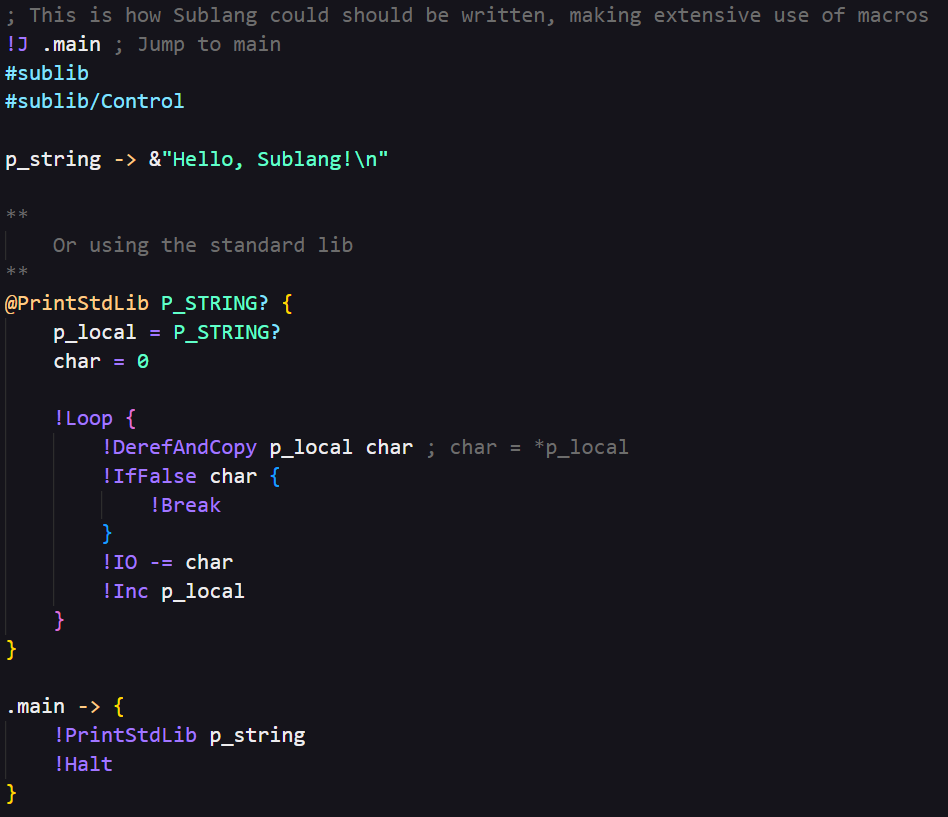 ; This is how Sublang could should be written, making extensive use of macros
!J .main ; Jump to main
#sublib
#sublib/Control
p_string -> &"Hello, Sublang!\n"
**
Or using the standard lib
**
@PrintStdLib P_STRING? {
p_local = P_STRING?
char = 0
!Loop {
!DerefAndCopy p_local char ; char = *p_local
!IfFalse char {
!Break
}
!IO -= char
!Inc p_local
}
}
.main -> {
!PrintStdLib p_string
!Halt
}